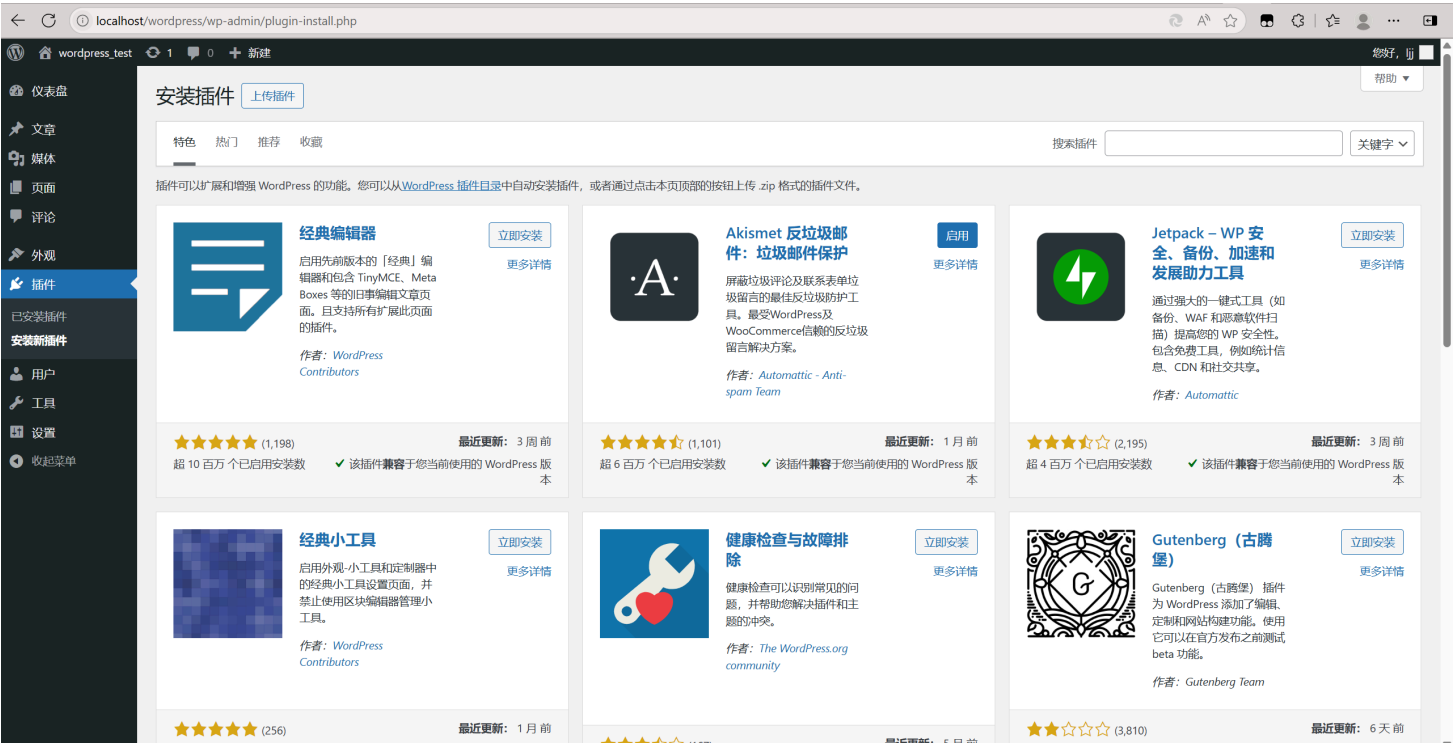 localhost/wordpress/wp-admin/plugin-install.php
wordpress_test 1 0 新建
您好，ljj
仪表盘
文章
媒体
页面
评论
外观
插件
已安装插件
安装新插件
用户
工具
设置
收起菜单
安装插件 上传插件
帮助
特色 热门 推荐 收藏
搜索插件 关键字
插件可以扩展和增强 WordPress 的功能。您可以从WordPress 插件目录中自动安装插件，或者通过点击本页顶部的按钮上传 .zip 格式的插件文件。
经典编辑器
立即安装
更多详情
启用先前版本的「经典」编
辑器和包含 TinyMCE、Meta
Boxes 等的旧事编辑文章页
面。且支持所有扩展此页面
的插件。
作者：WordPress
Contributors
(1,198)
最近更新：3 周 前
超 10 百万 个已启用安装数
该插件兼容于您当前使用的 WordPress 版
本
·A·
Akismet 反垃圾邮
件：垃圾邮件保护
启用
更多详情
屏蔽垃圾评论及联系表单垃
圾留言的最佳反垃圾防护工
具。最受WordPress及
WooCommerce信赖的反垃圾
留言解决方案。
作者：Automattic - Anti-
spam Team
(1,101)
最近更新：1 月 前
超 6 百万 个已启用安装数
该插件兼容于您当前使用的 WordPress 版
本
Jetpack – WP 安
全、备份、加速和
发展助力工具
立即安装
更多详情
通过强大的一键式工具（如
备份、WAF 和恶意软件扫
描）提高您的 WP 安全性。
包含免费工具，例如统计信
息、CDN 和社交共享。
作者：Automattic
(2,195)
最近更新：3 周 前
超 4 百万 个已启用安装数
该插件兼容于您当前使用的 WordPress 版
本
经典小工具
立即安装
更多详情
启用外观-小工具和定制器中
的经典小工具设置页面，并
禁止使用区块编辑器管理小
工具。
作者：WordPress
Contributors
(256)
最近更新：1 月 前
健康检查与故障排
除
立即安装
更多详情
健康检查可以识别常见的问
题，并帮助您解决插件和主
题的冲突。
作者：The WordPress.org
community
最近更新：5 月 前
G
Gutenberg（古腾
堡）
立即安装
更多详情
Gutenberg（古腾堡） 插件
为 WordPress 添加了编辑、
定制和网站构建功能。使用
它可以在官方发布之前测试
beta 功能。
作者：Gutenberg Team
(3,810)
最近更新：6 天 前